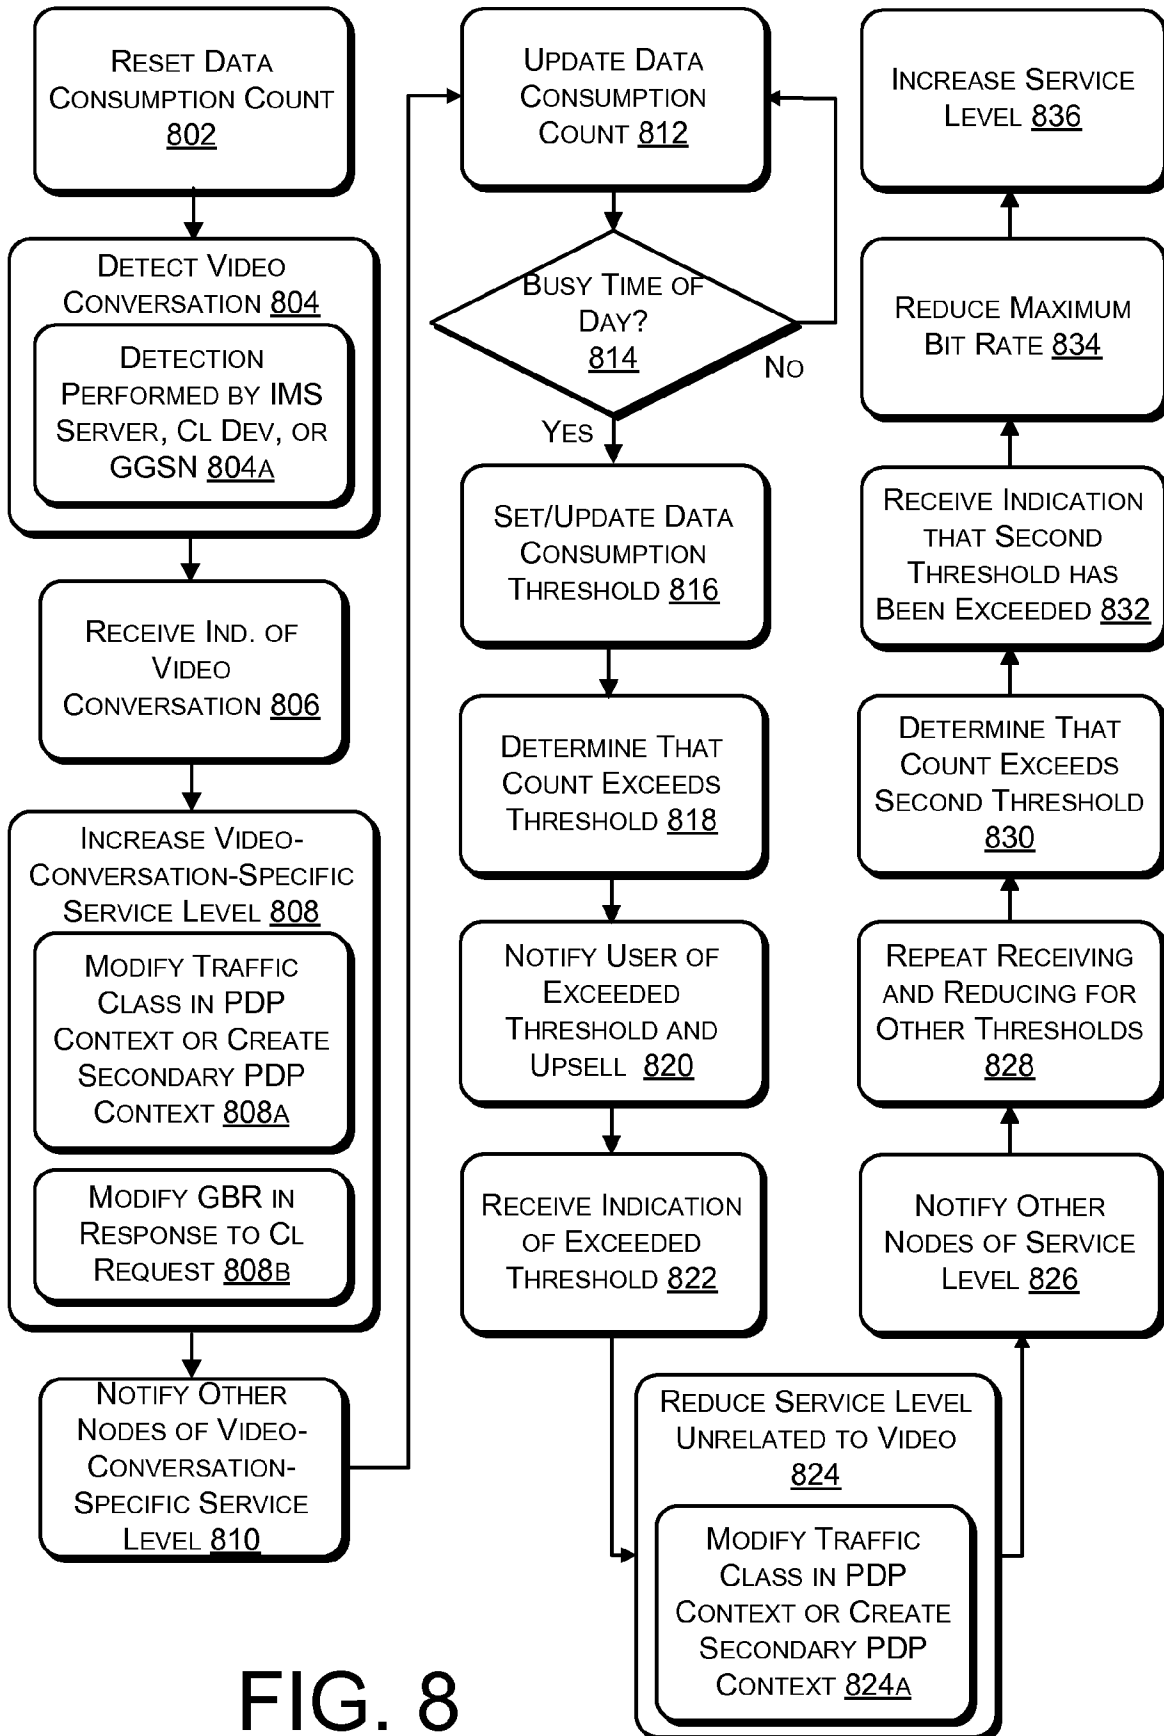 RESET DATA
CONSUMPTION COUNT
802
DETECT VIDEO
CONVERSATION 804
DETECTION
PERFORMED BY IMS
SERVER, CL DEV, OR
GGSN 804A
RECEIVE IND. OF
VIDEO
CONVERSATION 806
INCREASE VIDEO-
CONVERSATION-SPECIFIC
SERVICE LEVEL 808
MODIFY TRAFFIC
CLASS IN PDP
CONTEXT OR CREATE
SECONDARY PDP
CONTEXT 808A
MODIFY GBR IN
RESPONSE TO CL
REQUEST 808B
NOTIFY OTHER
NODES OF VIDEO-
CONVERSATION-
SPECIFIC SERVICE
LEVEL 810
UPDATE DATA
CONSUMPTION
COUNT 812
BUSY TIME OF
DAY?
814
NO
YES
SET/UPDATE DATA
CONSUMPTION
THRESHOLD 816
DETERMINE THAT
COUNT EXCEEDS
THRESHOLD 818
NOTIFY USER OF
EXCEEDED
THRESHOLD AND
UPSELL 820
RECEIVE INDICATION
OF EXCEEDED
THRESHOLD 822
REDUCE SERVICE LEVEL
UNRELATED TO VIDEO
824
MODIFY TRAFFIC
CLASS IN PDP
CONTEXT OR CREATE
SECONDARY PDP
CONTEXT 824A
NOTIFY OTHER
NODES OF SERVICE
LEVEL 826
REPEAT RECEIVING
AND REDUCING FOR
OTHER THRESHOLDS
828
DETERMINE THAT
COUNT EXCEEDS
SECOND THRESHOLD
830
RECEIVE INDICATION
THAT SECOND
THRESHOLD HAS
BEEN EXCEEDED 832
REDUCE MAXIMUM
BIT RATE 834
INCREASE SERVICE
LEVEL 836
FIG. 8